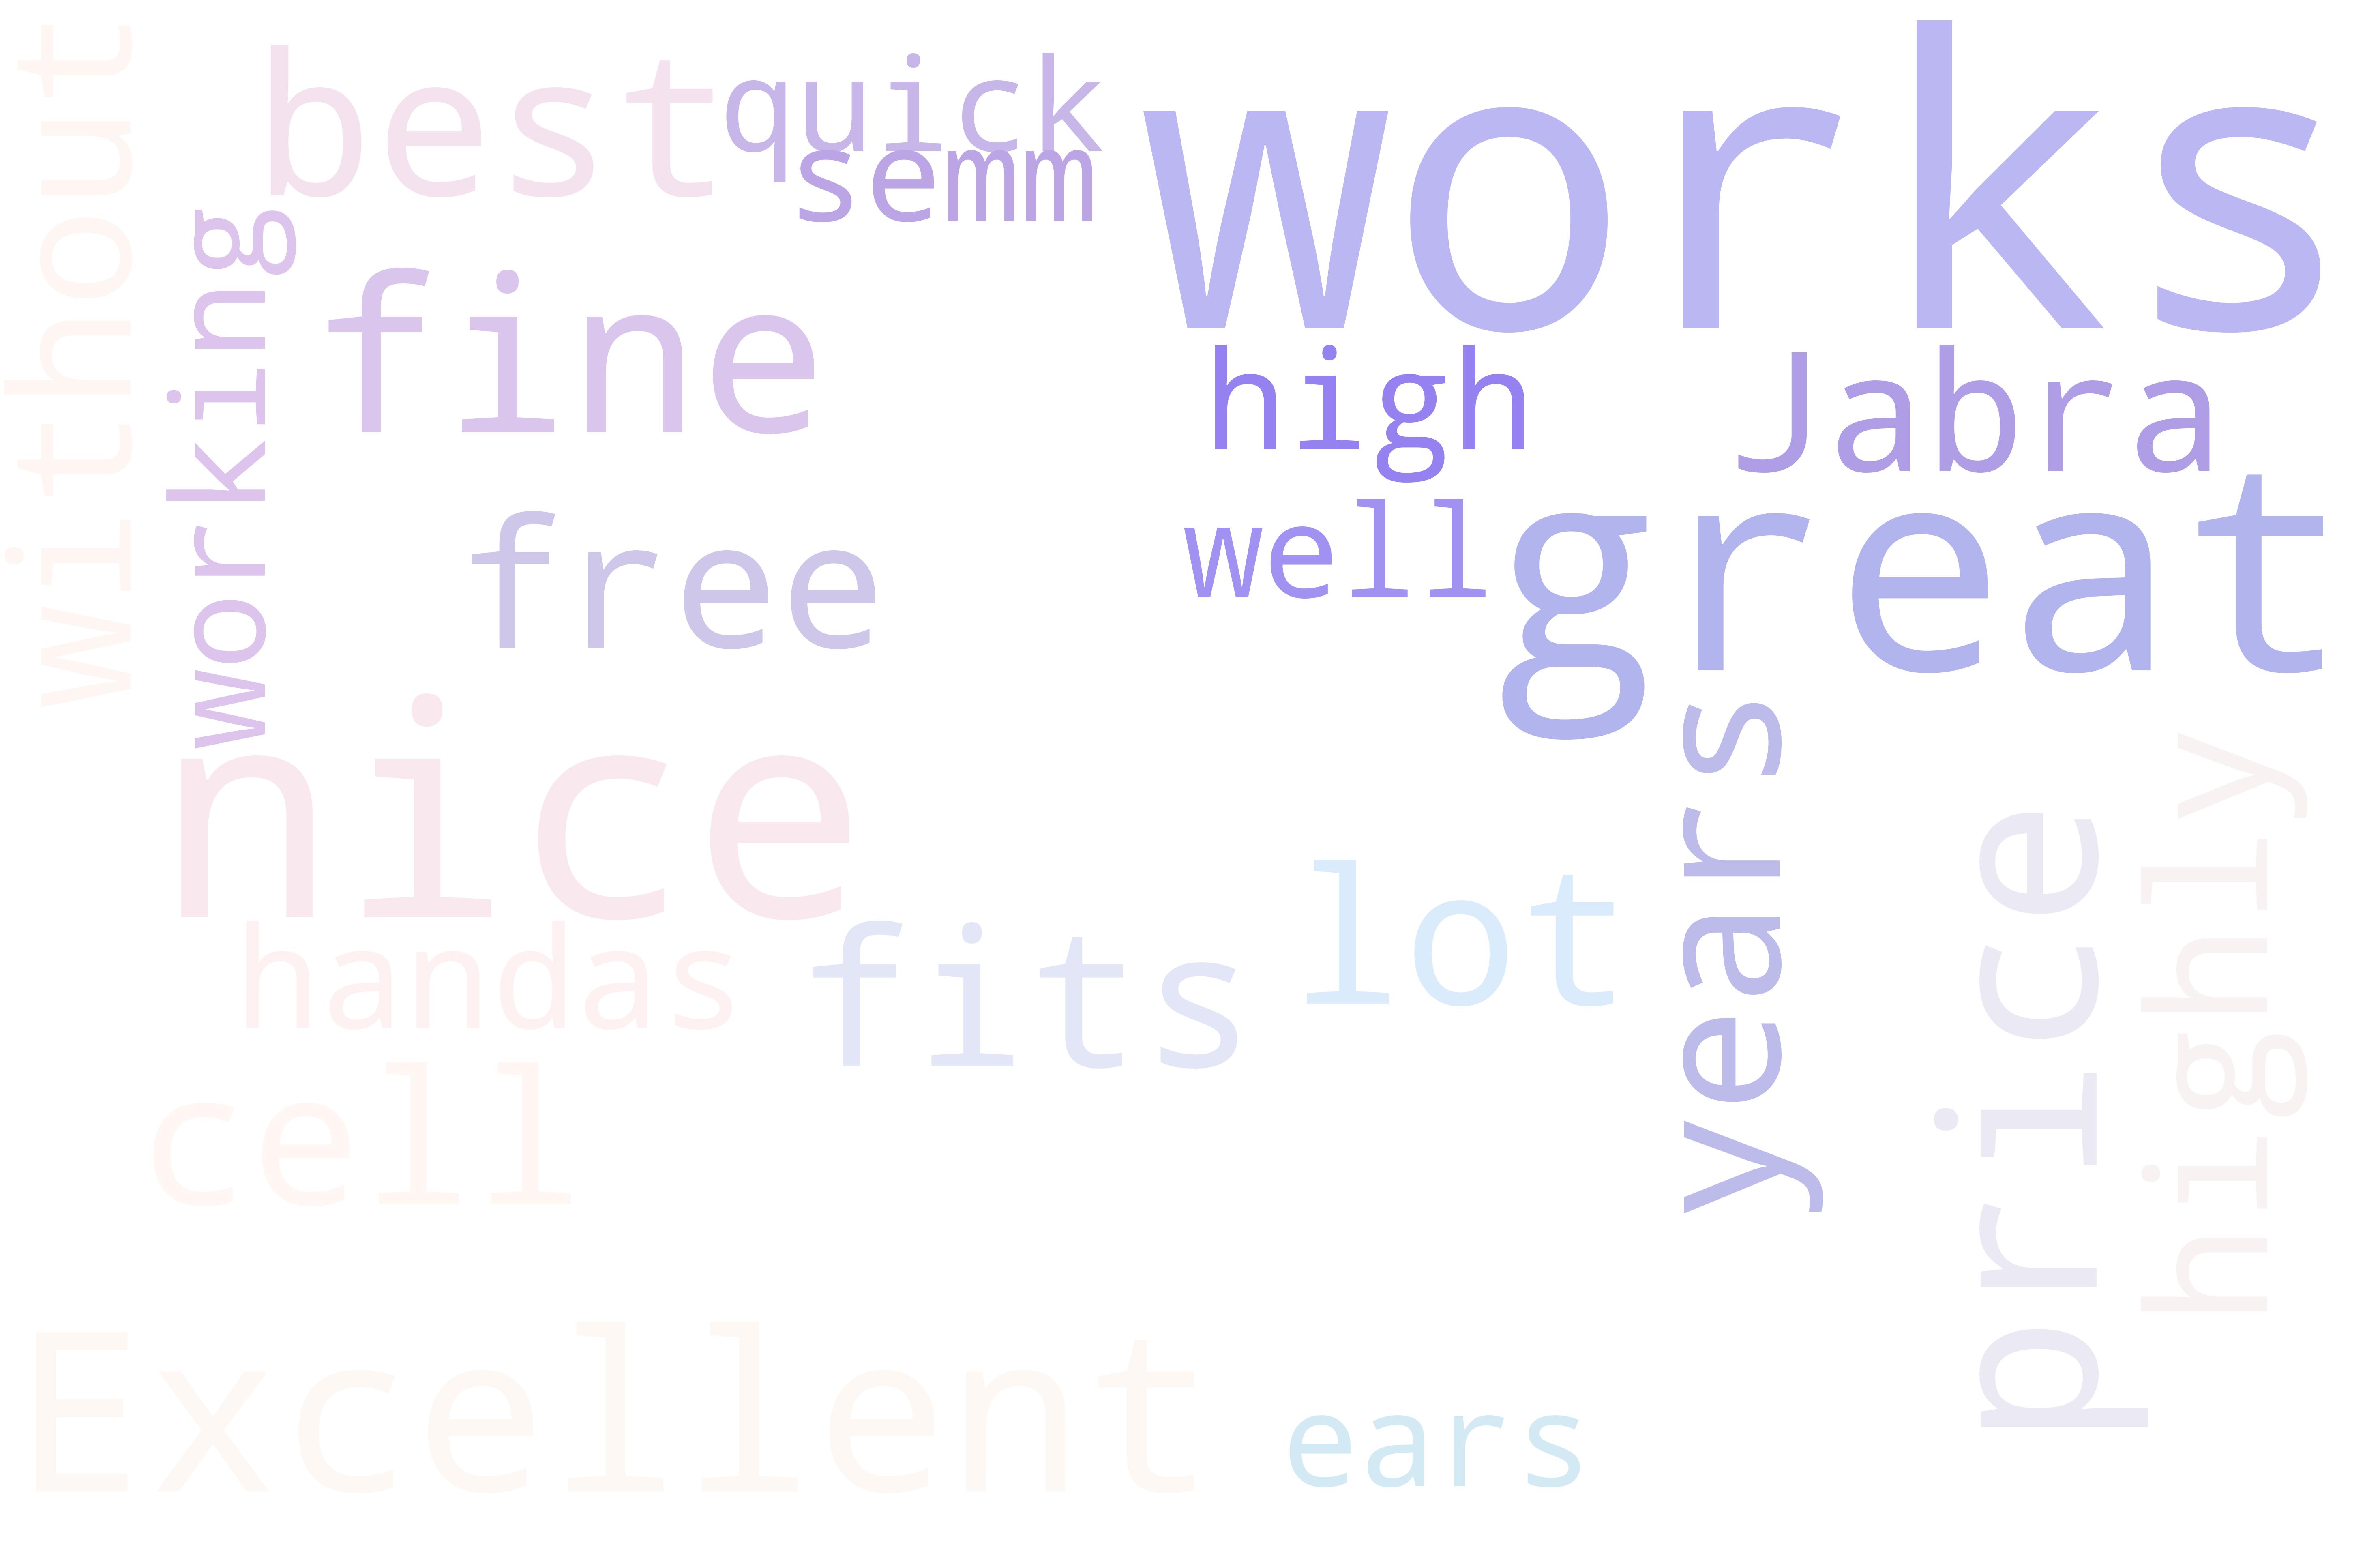 without
best
quick
semm
works
working
fine
high
Jabra
free
well
great
nice
years
price
highly
handas
fits
lot
cell
Excellent
ears